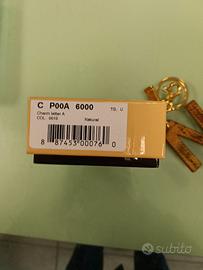 C P00A 6000 TG. U
Charm letter A
COL. 0010 Natural
8 87453 00076 0
subito